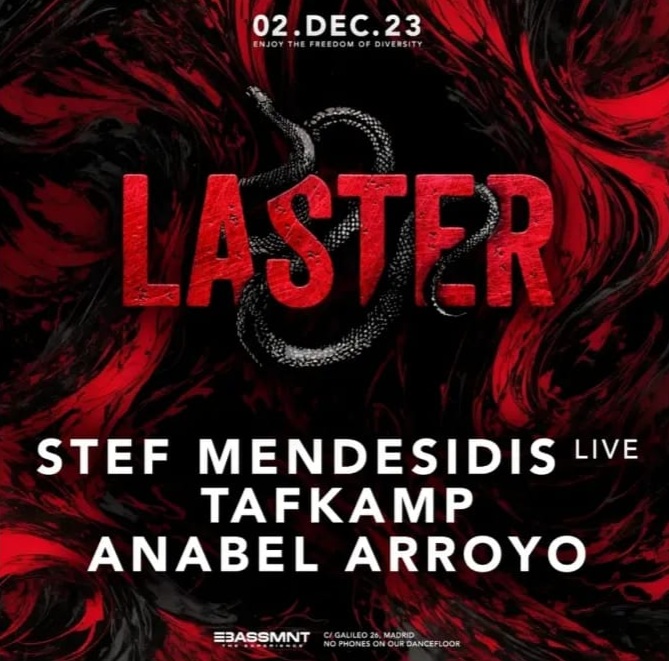 02.DEC.23
ENJOY THE FREEDOM OF DIVERSITY
LASTER
STEF MENDESIDIS LIVE
TAFKAMP
ANABEL ARROYO
BASSMNT
THE EXPERIENCE
C/ GALILEO 26, MADRID
NO PHONES ON OUR DANCEFLOOR